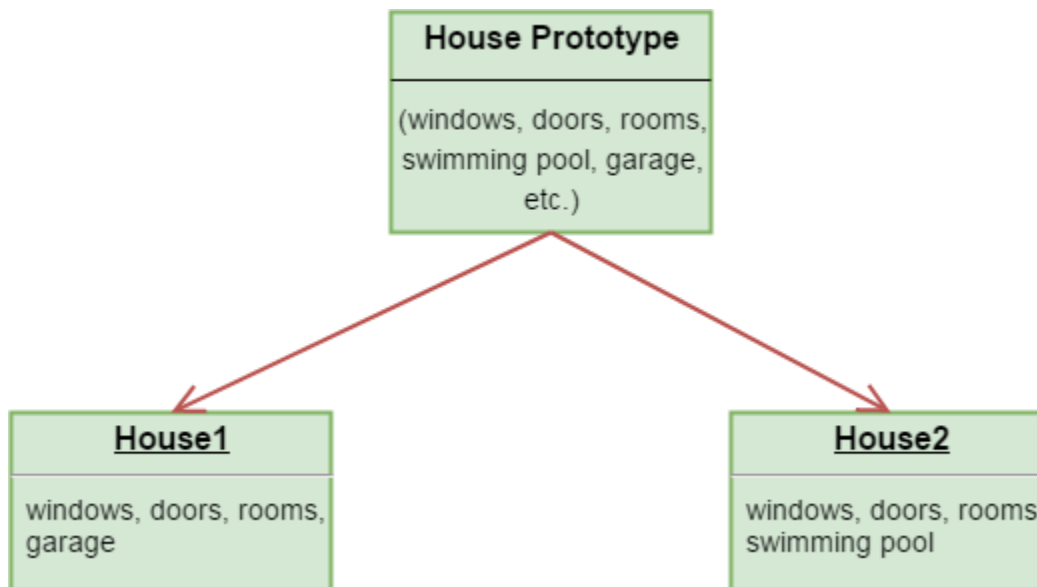 House Prototype
(windows, doors, rooms,
swimming pool, garage,
etc.)
House1
windows, doors, rooms,
garage
House2
windows, doors, rooms
swimming pool